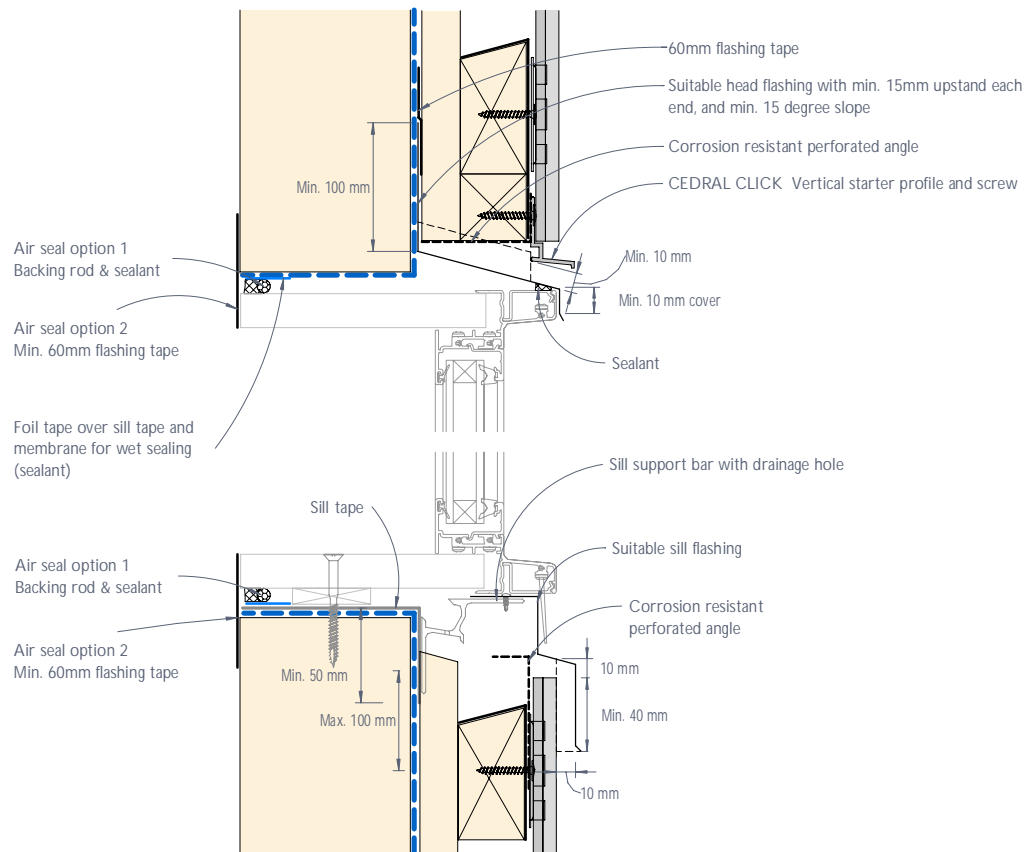 60mm flashing tape
Suitable head flashing with min. 15mm upstand each
end, and min. 15 degree slope
Corrosion resistant perforated angle
CEDRAL CLICK Vertical starter profile and screw
Min. 100 mm
Min. 10 mm
Min. 10 mm cover
Sealant
Air seal option 1
Backing rod & sealant
Air seal option 2
Min. 60mm flashing tape
Foil tape over sill tape and
membrane for wet sealing
(sealant)
Sill support bar with drainage hole
Sill tape
Suitable sill flashing
Air seal option 1
Backing rod & sealant
Corrosion resistant
perforated angle
Air seal option 2
Min. 60mm flashing tape
Min. 50 mm
Max. 100 mm
10 mm
Min. 40 mm
10 mm